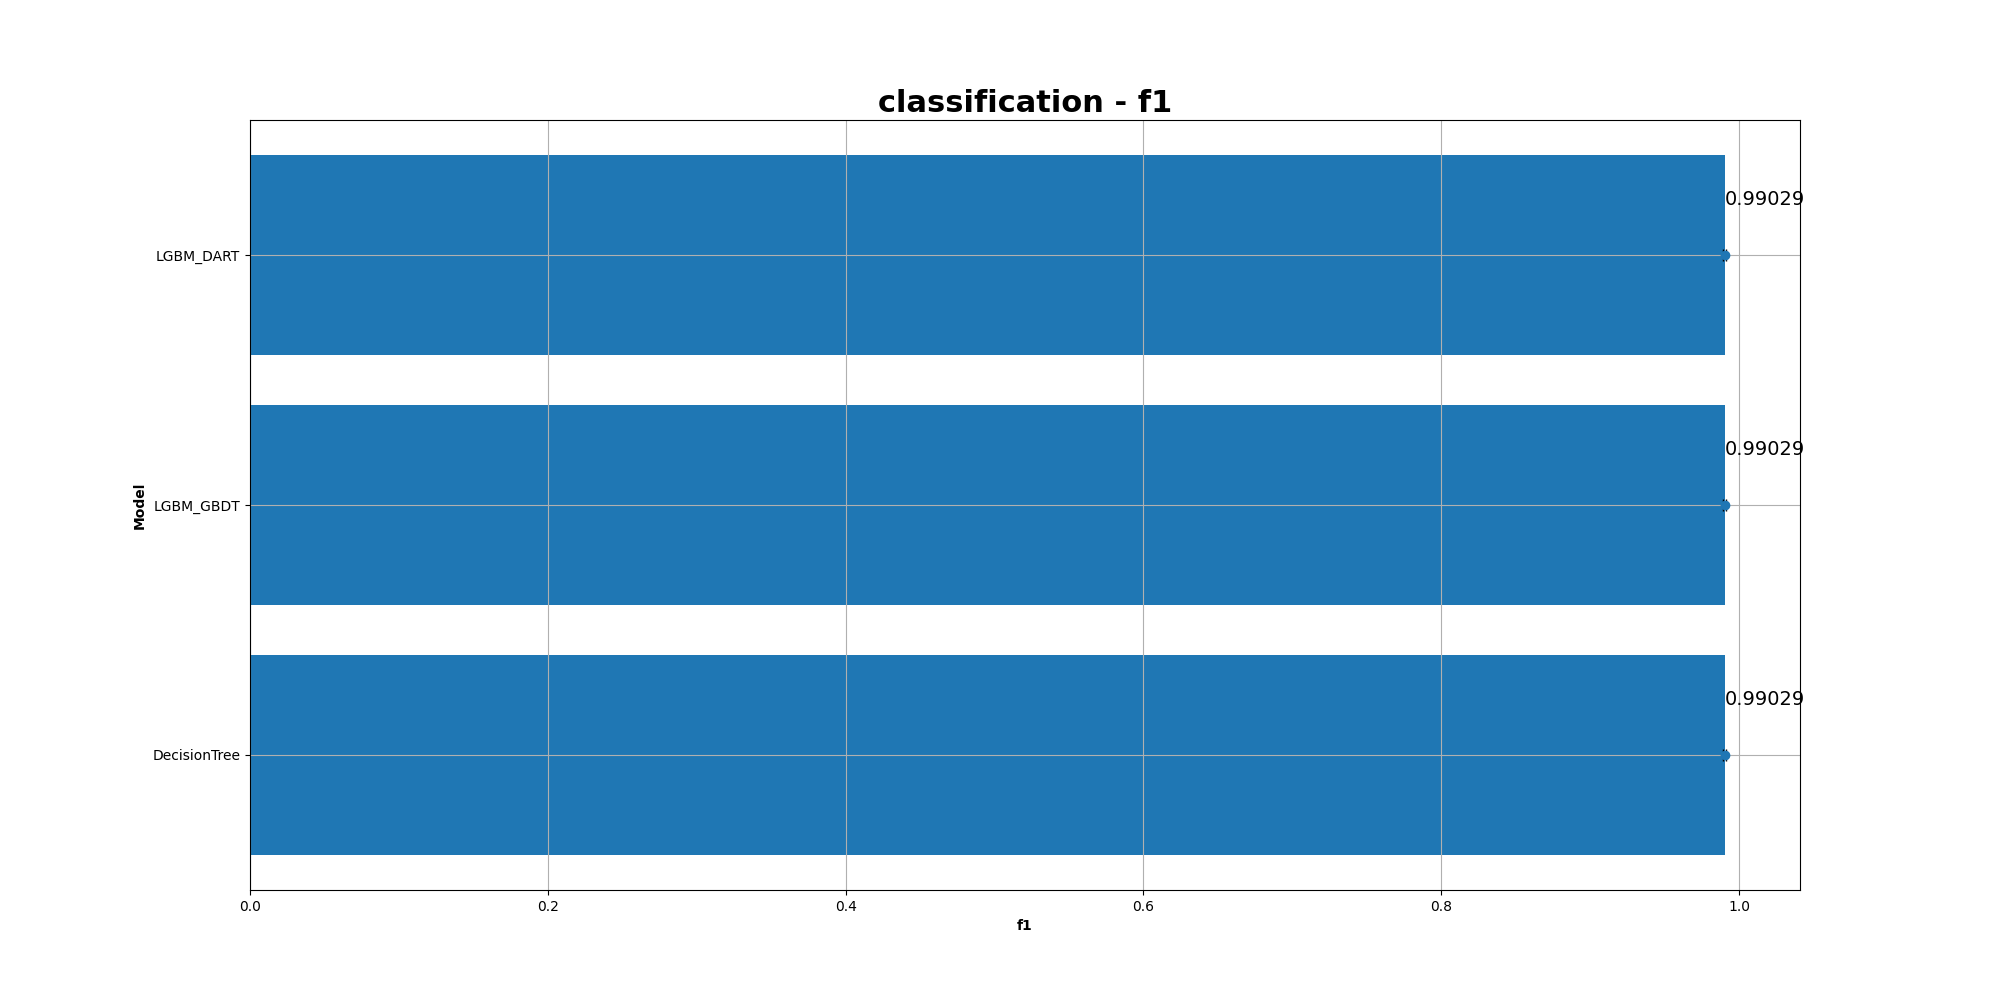 classification - f1
0.99029
LGBM_DART
0.99029
LGBM_GBDT
Model
0.99029
DecisionTree
0.0 0.2 0.4 0.6 0.8 1.0
f1